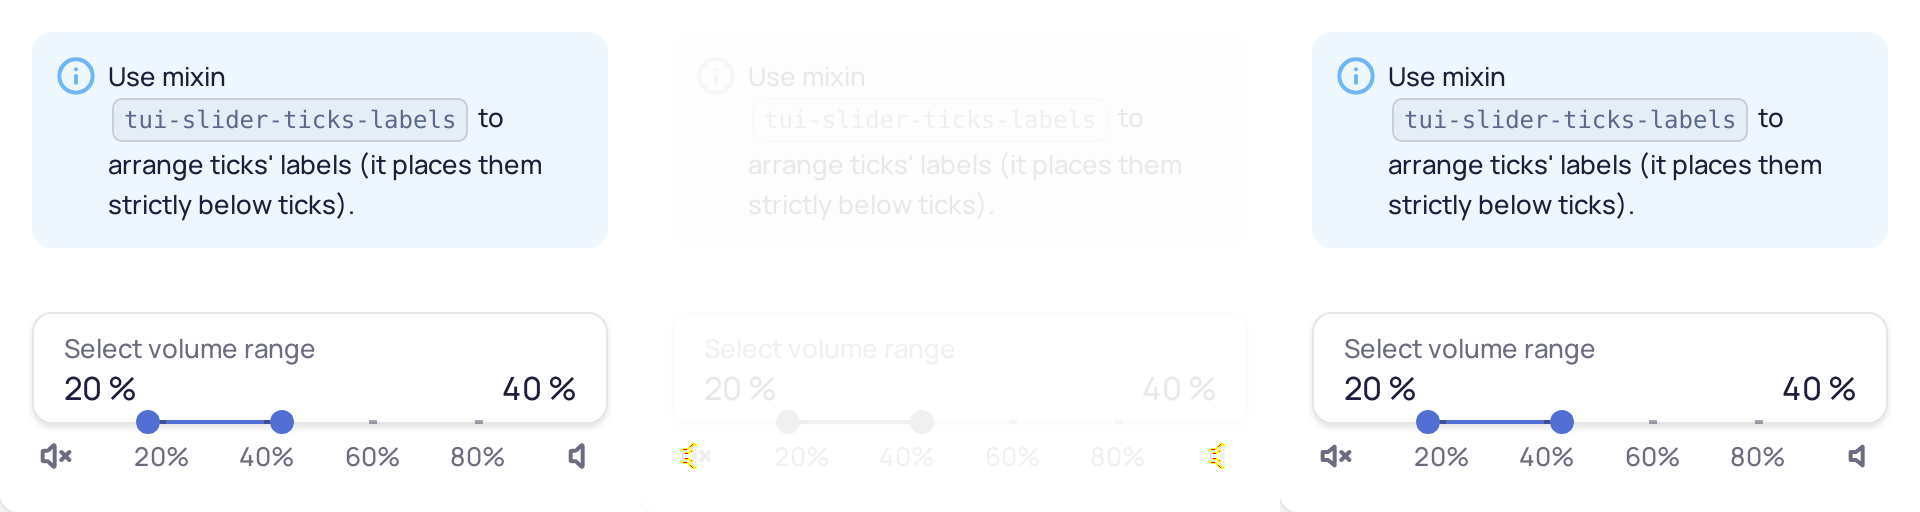 Use mixin
tui-slider-ticks-labels to
arrange ticks' labels (it places them
strictly below ticks).
Select volume range
20 % 40 %
20% 40% 60% 80%
Use mixin
tui-slider-ticks-labels to
arrange ticks' labels (it places them
strictly below ticks).
Select volume range
20 % 40 %
20% 40% 60% 80%
Use mixin
tui-slider-ticks-labels to
arrange ticks' labels (it places them
strictly below ticks).
Select volume range
20 % 40 %
20% 40% 60% 80%